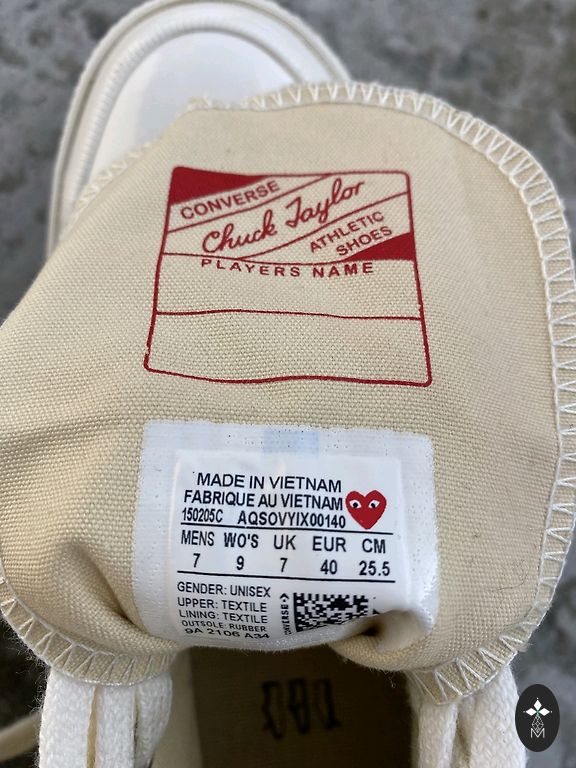 CONVERSE
Chuck Taylor
ATHLETIC
SHOES
PLAYERS NAME
MADE IN VIETNAM
FABRIQUE AU VIETNAM
150205C AQSOVYIX00140
MENS WO'S UK EUR CM
7 9 7 40 25.5
GENDER: UNISEX
UPPER: TEXTILE
LINING: TEXTILE
OUTSOLE: RUBBER
9A 2106 A34
CONVERSE>
M